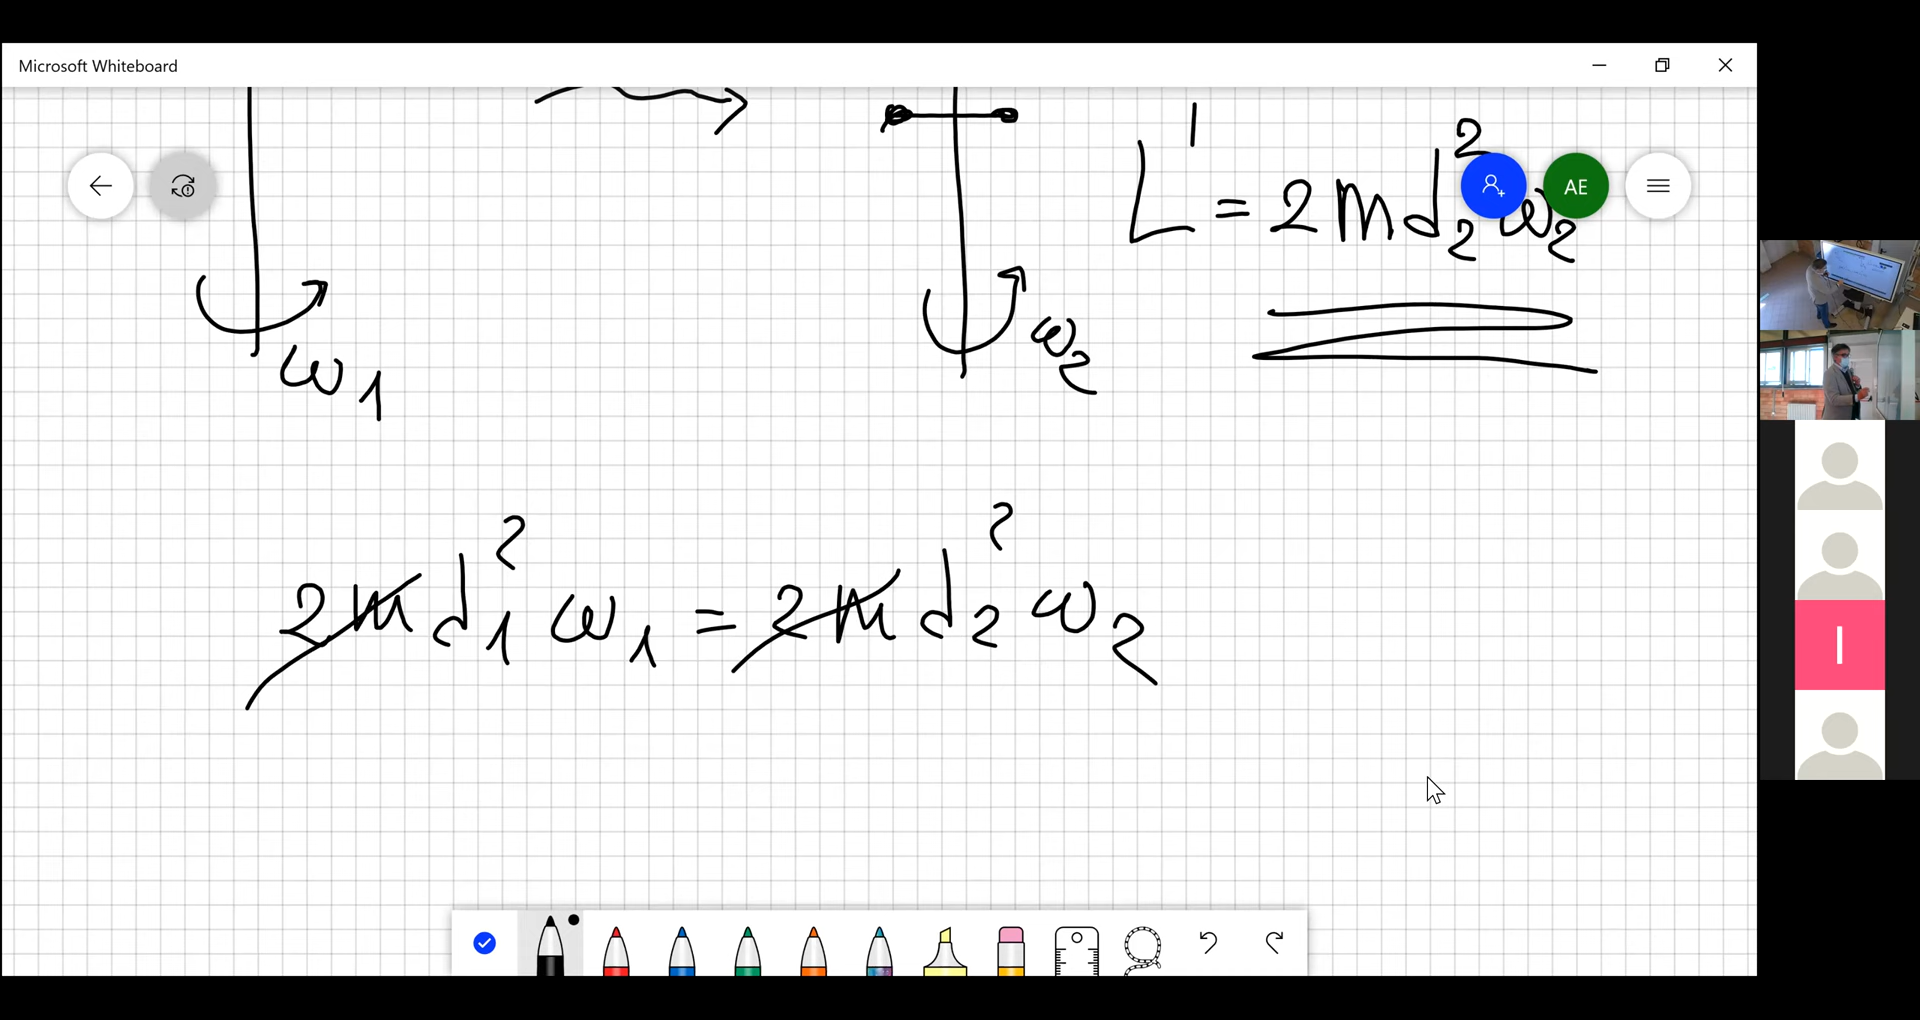 Microsoft Whiteboard
L' = 2md₂²ω₂
AE
ω₁
ω₂
2md₁²ω₁ = 2md₂²ω₂
I